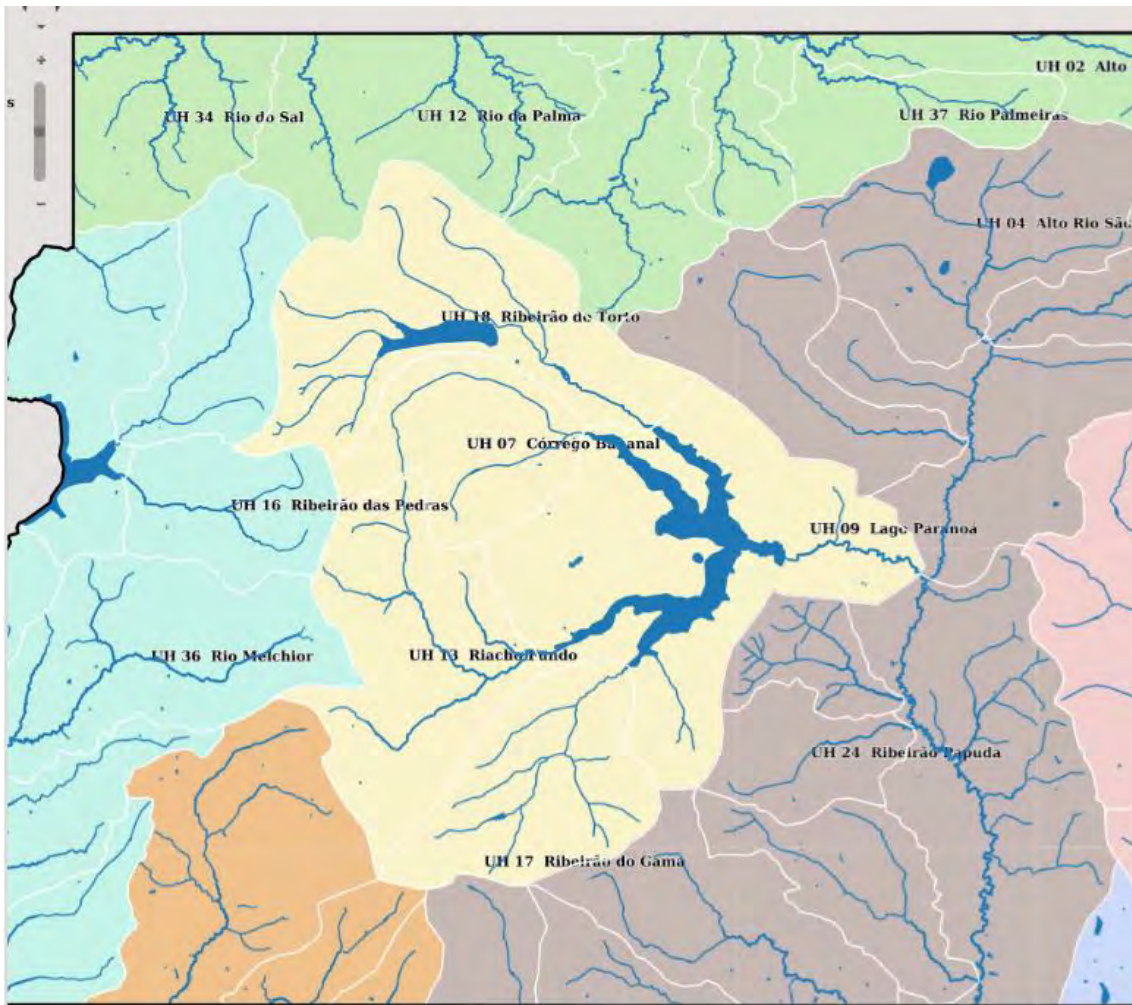 UH 02 Alto
s
UH 34 Rio do Sal
UH 12 Rio da Palma
UH 37 Rio Palmeiras
UH 04 Alto Rio São
UH 18 Ribeirão do Torto
UH 07 Córrego Bananal
UH 16 Ribeirão das Pedras
UH 09 Lago Paranoá
UH 36 Rio Melchior
UH 13 Riacho Fundo
UH 24 Ribeirão Papuda
UH 17 Ribeirão do Gama